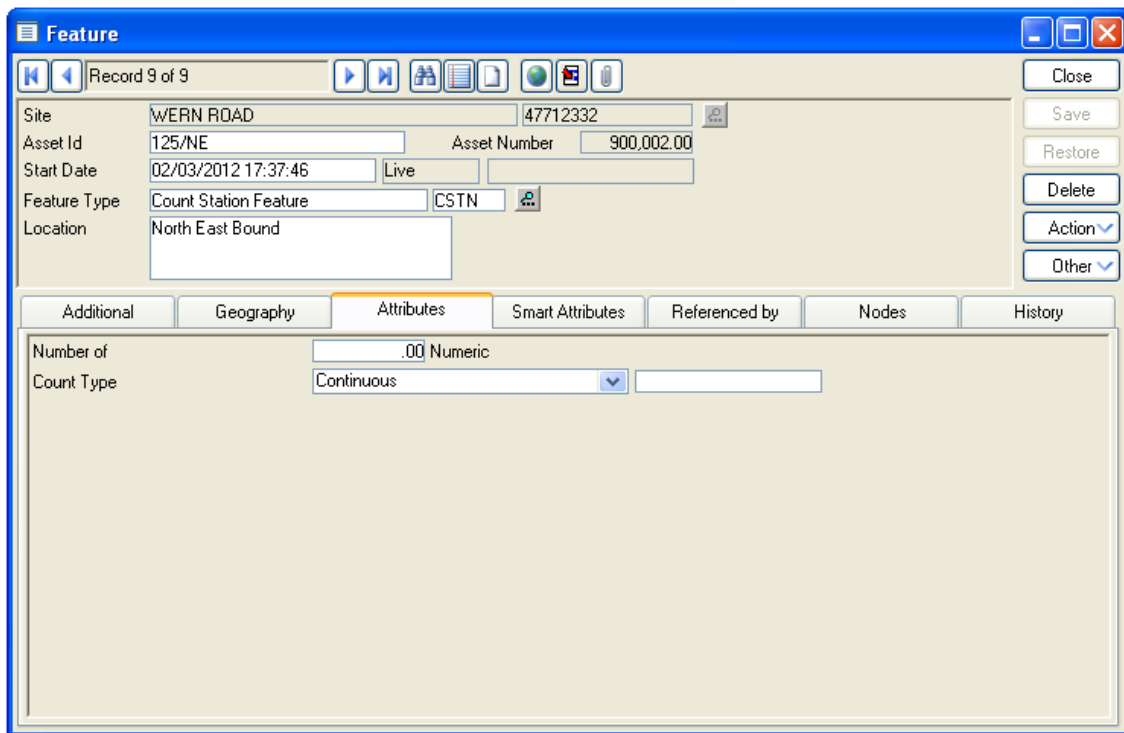 Feature
Record 9 of 9
Close
Site WERN ROAD 47712332
Save
Asset Id 125/NE Asset Number 900,002.00
Restore
Start Date 02/03/2012 17:37:46 Live
Delete
Feature Type Count Station Feature CSTN
Location North East Bound
Action
Other
Additional Geography Attributes Smart Attributes Referenced by Nodes History
Number of .00 Numeric
Count Type Continuous